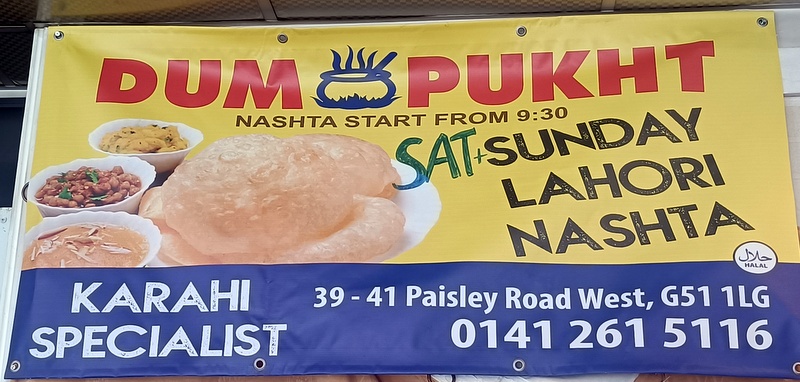 DUM PUKHT
NASHTA START FROM 9:30
SAT+SUNDAY
LAHORI
NASHTA
حلال
HALAL
KARAHI
SPECIALIST
39 - 41 Paisley Road West, G51 1LG
0141 261 5116